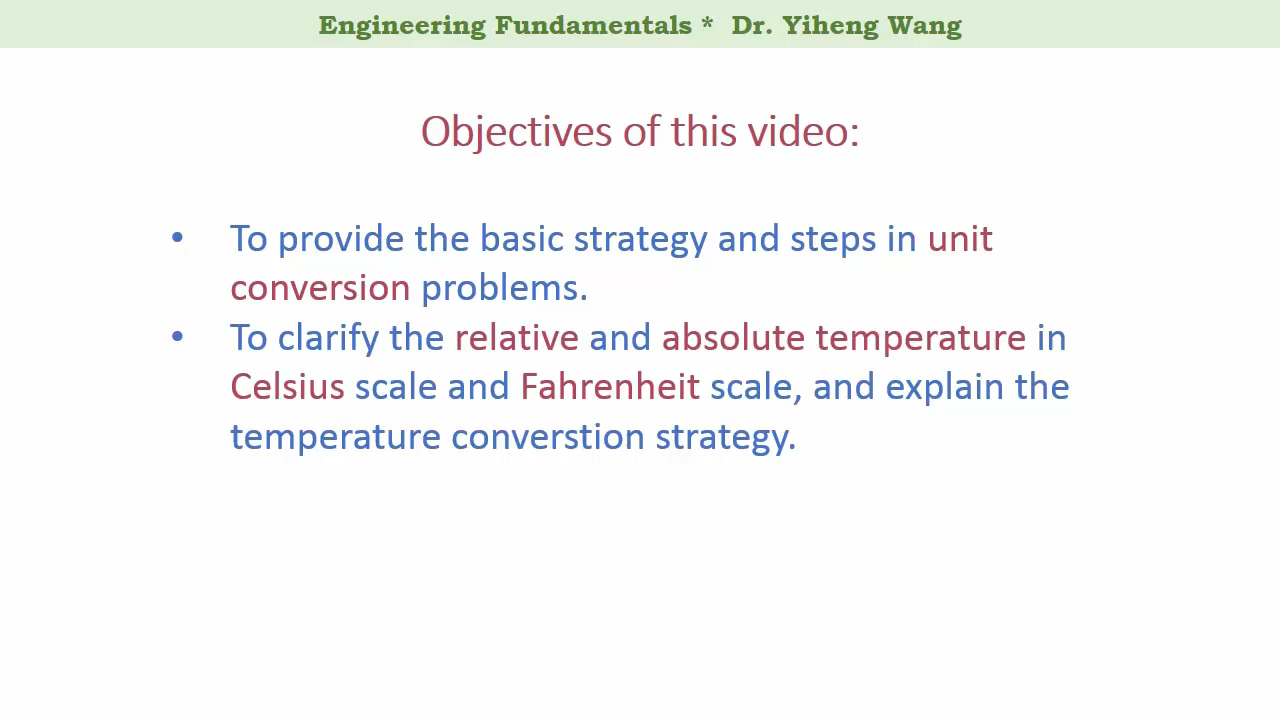 Engineering Fundamentals * Dr. Yiheng Wang
Objectives of this video:
• To provide the basic strategy and steps in unit
conversion problems.
• To clarify the relative and absolute temperature in
Celsius scale and Fahrenheit scale, and explain the
temperature converstion strategy.